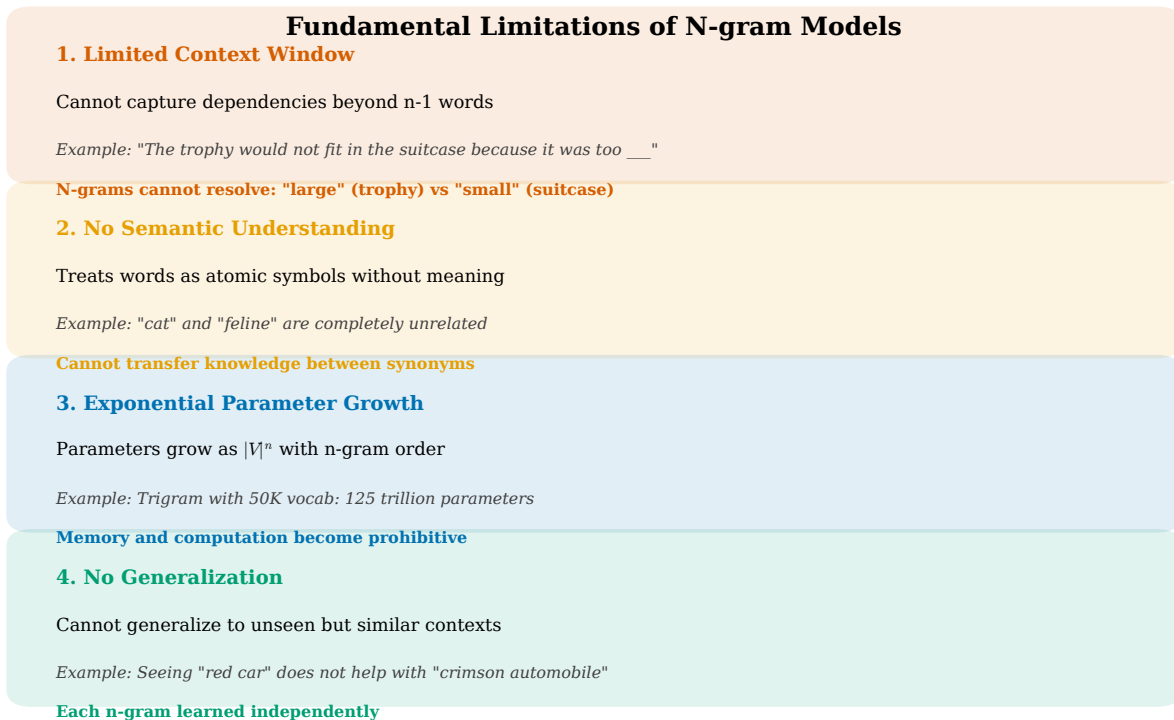 Fundamental Limitations of N-gram Models
1. Limited Context Window
Cannot capture dependencies beyond n-1 words
Example: "The trophy would not fit in the suitcase because it was too ___"
N-grams cannot resolve: "large" (trophy) vs "small" (suitcase)
2. No Semantic Understanding
Treats words as atomic symbols without meaning
Example: "cat" and "feline" are completely unrelated
Cannot transfer knowledge between synonyms
3. Exponential Parameter Growth
Parameters grow as |V|ⁿ with n-gram order
Example: Trigram with 50K vocab: 125 trillion parameters
Memory and computation become prohibitive
4. No Generalization
Cannot generalize to unseen but similar contexts
Example: Seeing "red car" does not help with "crimson automobile"
Each n-gram learned independently